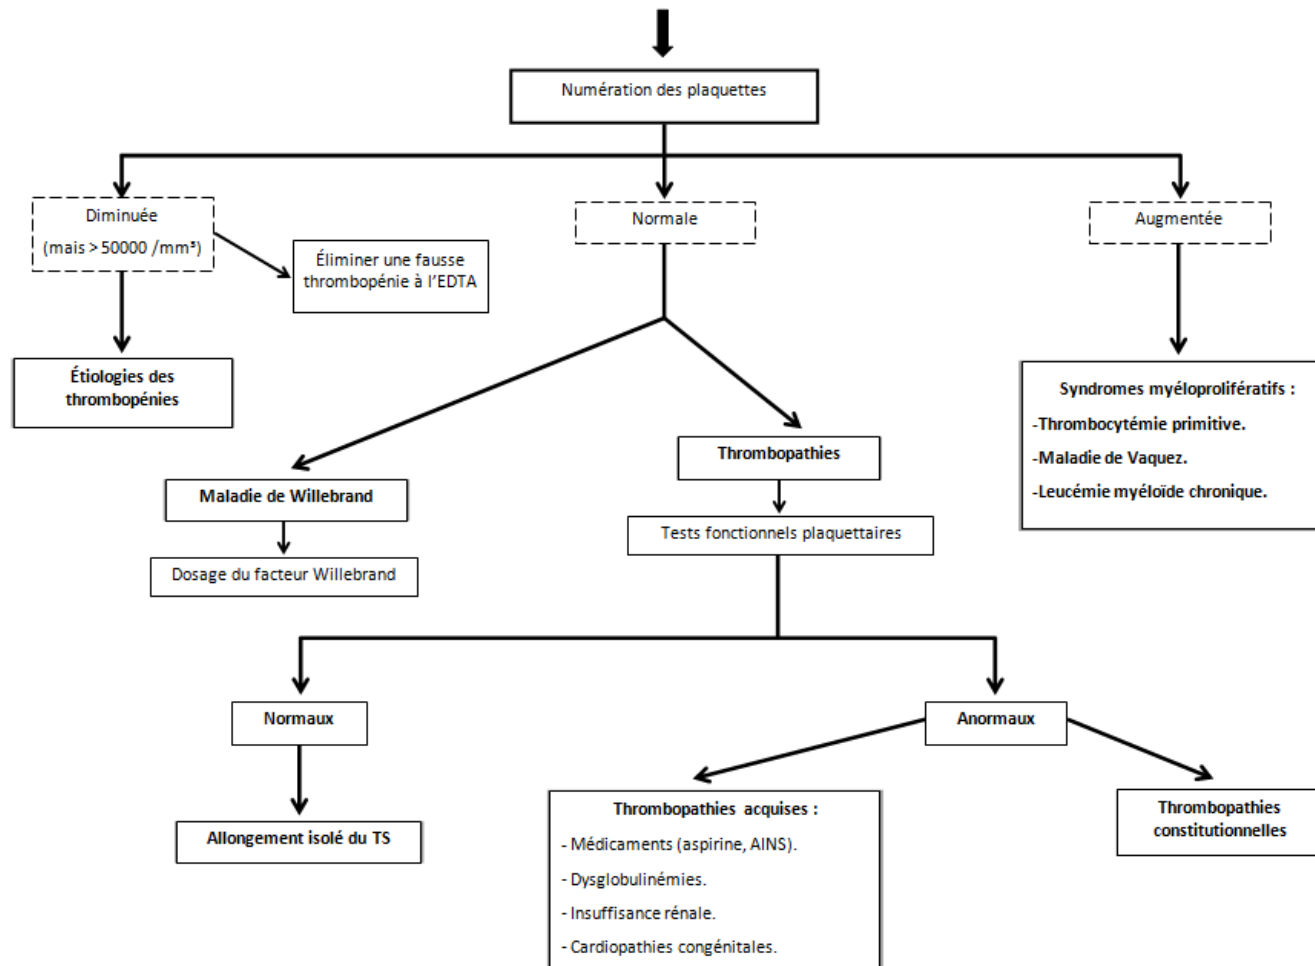 Numération des plaquettes
Diminuée
(mais > 50000 /mm³)
Normale
Augmentée
Éliminer une fausse
thrombopénie à l'EDTA
Étiologies des
thrombopénies
Syndromes myéloprolifératifs :
-Thrombocytémie primitive.
-Maladie de Vaquez.
-Leucémie myéloïde chronique.
Thrombopathies
Maladie de Willebrand
Tests fonctionnels plaquettaires
Dosage du facteur Willebrand
Normaux
Anormaux
Allongement isolé du TS
Thrombopathies acquises :
- Médicaments (aspirine, AINS).
- Dysglobulinémies.
- Insuffisance rénale.
- Cardiopathies congénitales.
Thrombopathies
constitutionnelles